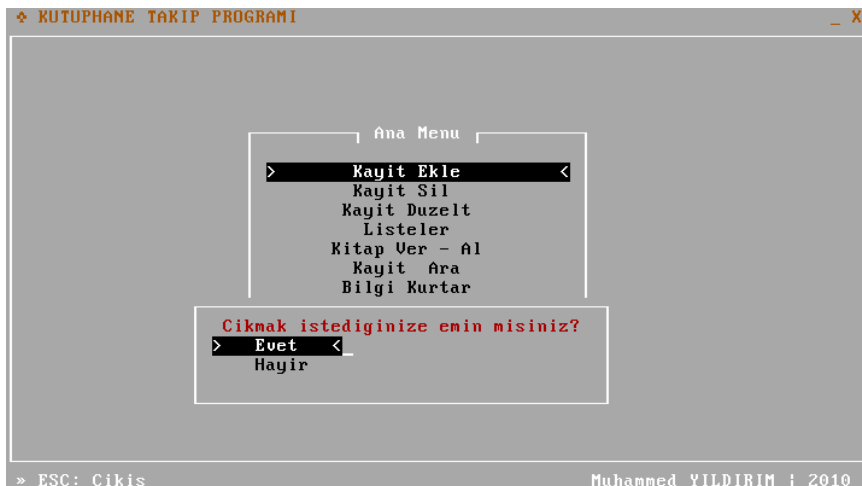 KUTUPHANE TAKIP PROGRAMI _ X
Ana Menu
> Kayit Ekle <
Kayit Sil
Kayit Duzelt
Listeler
Kitap Ver - Al
Kayit Ara
Bilgi Kurtar
Cikmak istediginize emin misiniz?
> Evet <_
Hayir
» ESC: Cikis Muhammed YILDIRIM ¦ 2010